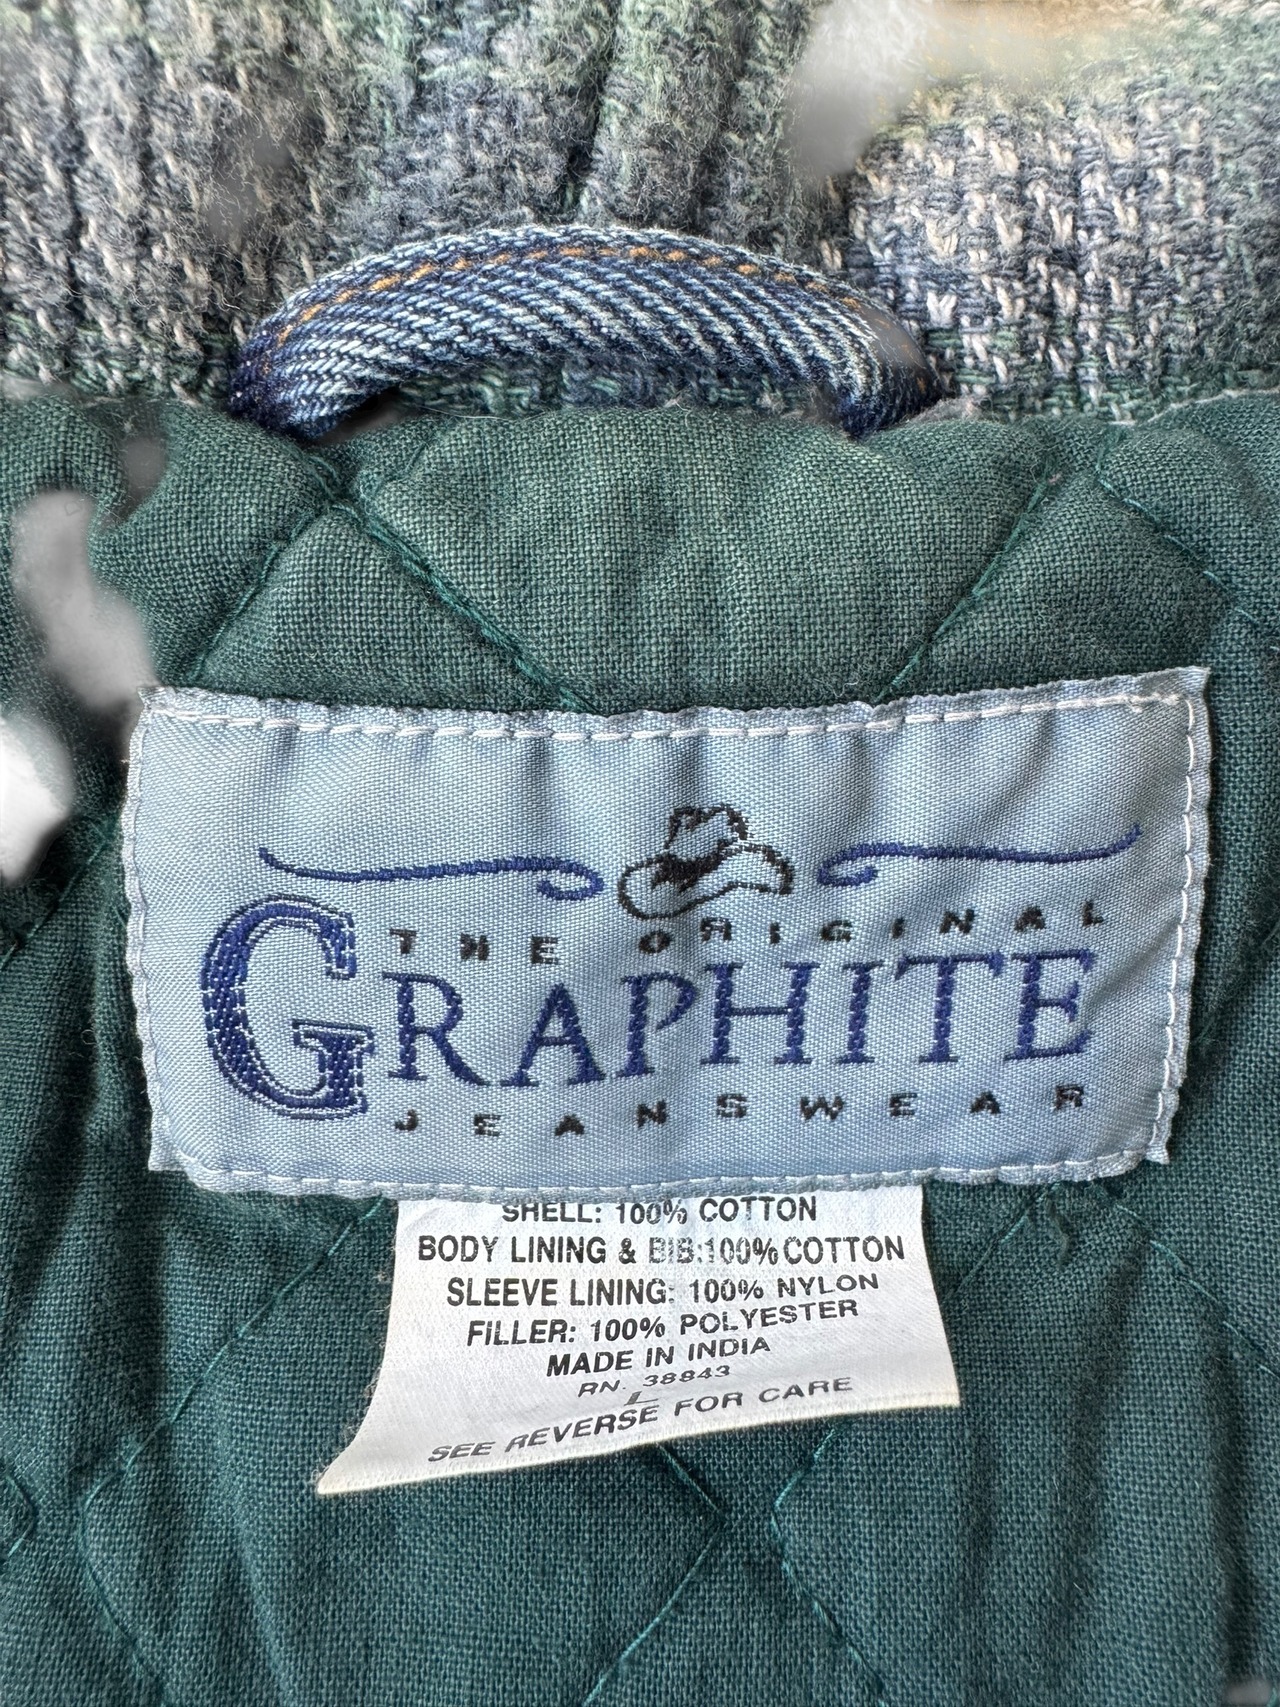 THE ORIGINAL
GRAPHITE
JEANSWEAR
SHELL: 100% COTTON
BODY LINING & BIB:100% COTTON
SLEEVE LINING: 100% NYLON
FILLER: 100% POLYESTER
MADE IN INDIA
RN. 38843
L
SEE REVERSE FOR CARE